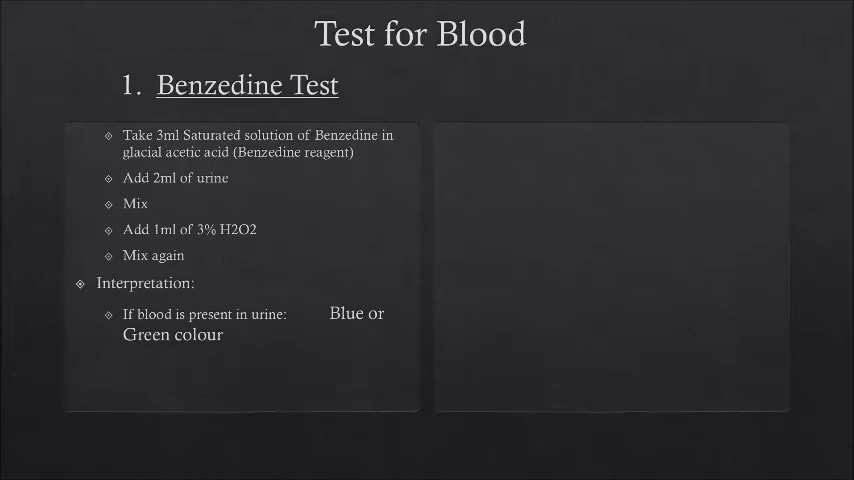 Test for Blood
1. Benzedine Test
Take 3ml Saturated solution of Benzedine in
glacial acetic acid (Benzedine reagent)
Add 2ml of urine
Mix
Add 1ml of 3% H2O2
Mix again
Interpretation:
If blood is present in urine: Blue or
Green colour